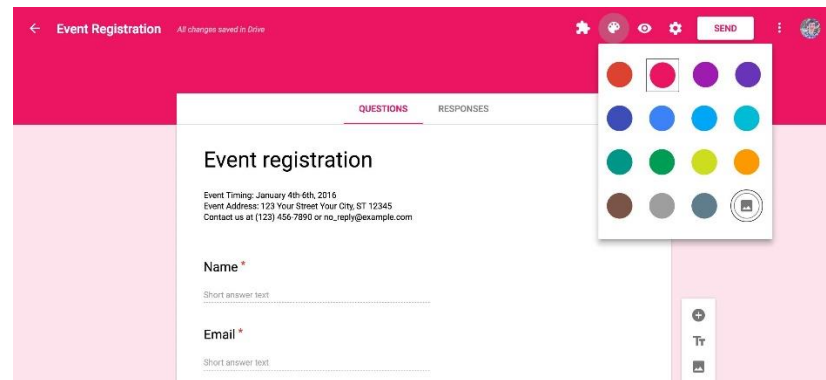 Event Registration All changes saved in Drive SEND
QUESTIONS RESPONSES
Event registration
Event Timing: January 4th-6th, 2016
Event Address: 123 Your Street Your City, ST 12345
Contact us at (123) 456-7890 or no_reply@example.com
Name *
Short answer text
Email *
Short answer text
Tт